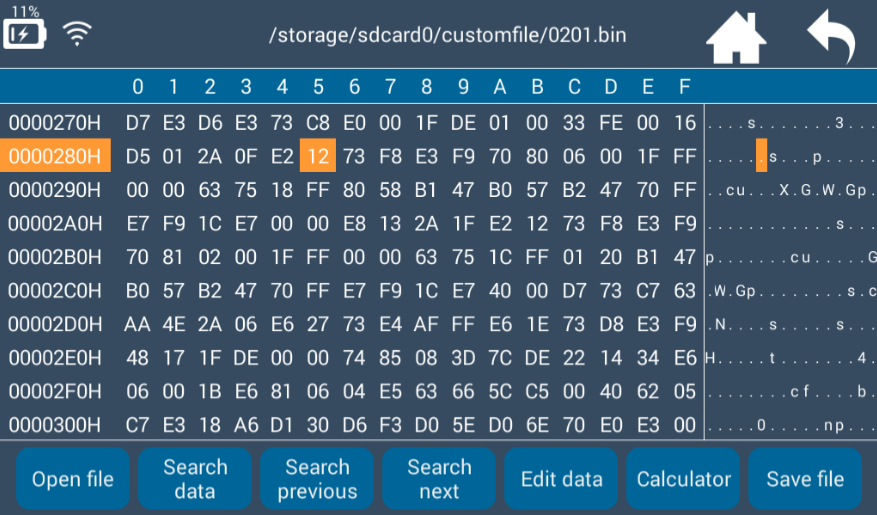 11%
/storage/sdcard0/customfile/0201.bin
0 1 2 3 4 5 6 7 8 9 A B C D E F
0000270H D7 E3 D6 E3 73 C8 E0 00 1F DE 01 00 33 FE 00 16 ....s.......3...
0000280H D5 01 2A 0F E2 12 73 F8 E3 F9 70 80 06 00 1F FF ......s...p.....
0000290H 00 00 63 75 18 FF 80 58 B1 47 B0 57 B2 47 70 FF ..cu...X.G.W.Gp.
00002A0H E7 F9 1C E7 00 00 E8 13 2A 1F E2 12 73 F8 E3 F9 ............s...
00002B0H 70 81 02 00 1F FF 00 00 63 75 1C FF 01 20 B1 47 p.......cu.....G
00002C0H B0 57 B2 47 70 FF E7 F9 1C E7 40 00 D7 73 C7 63 .W.Gp........s.c
00002D0H AA 4E 2A 06 E6 27 73 E4 AF FF E6 1E 73 D8 E3 F9 .N....s.....s...
00002E0H 48 17 1F DE 00 00 74 85 08 3D 7C DE 22 14 34 E6 H.....t.......4.
00002F0H 06 00 1B E6 81 06 04 E5 63 66 5C C5 00 40 62 05 ........cf....b.
0000300H C7 E3 18 A6 D1 30 D6 F3 D0 5E D0 6E 70 E0 E3 00 .....0.....np...
Open file
Search data
Search previous
Search next
Edit data
Calculator
Save file